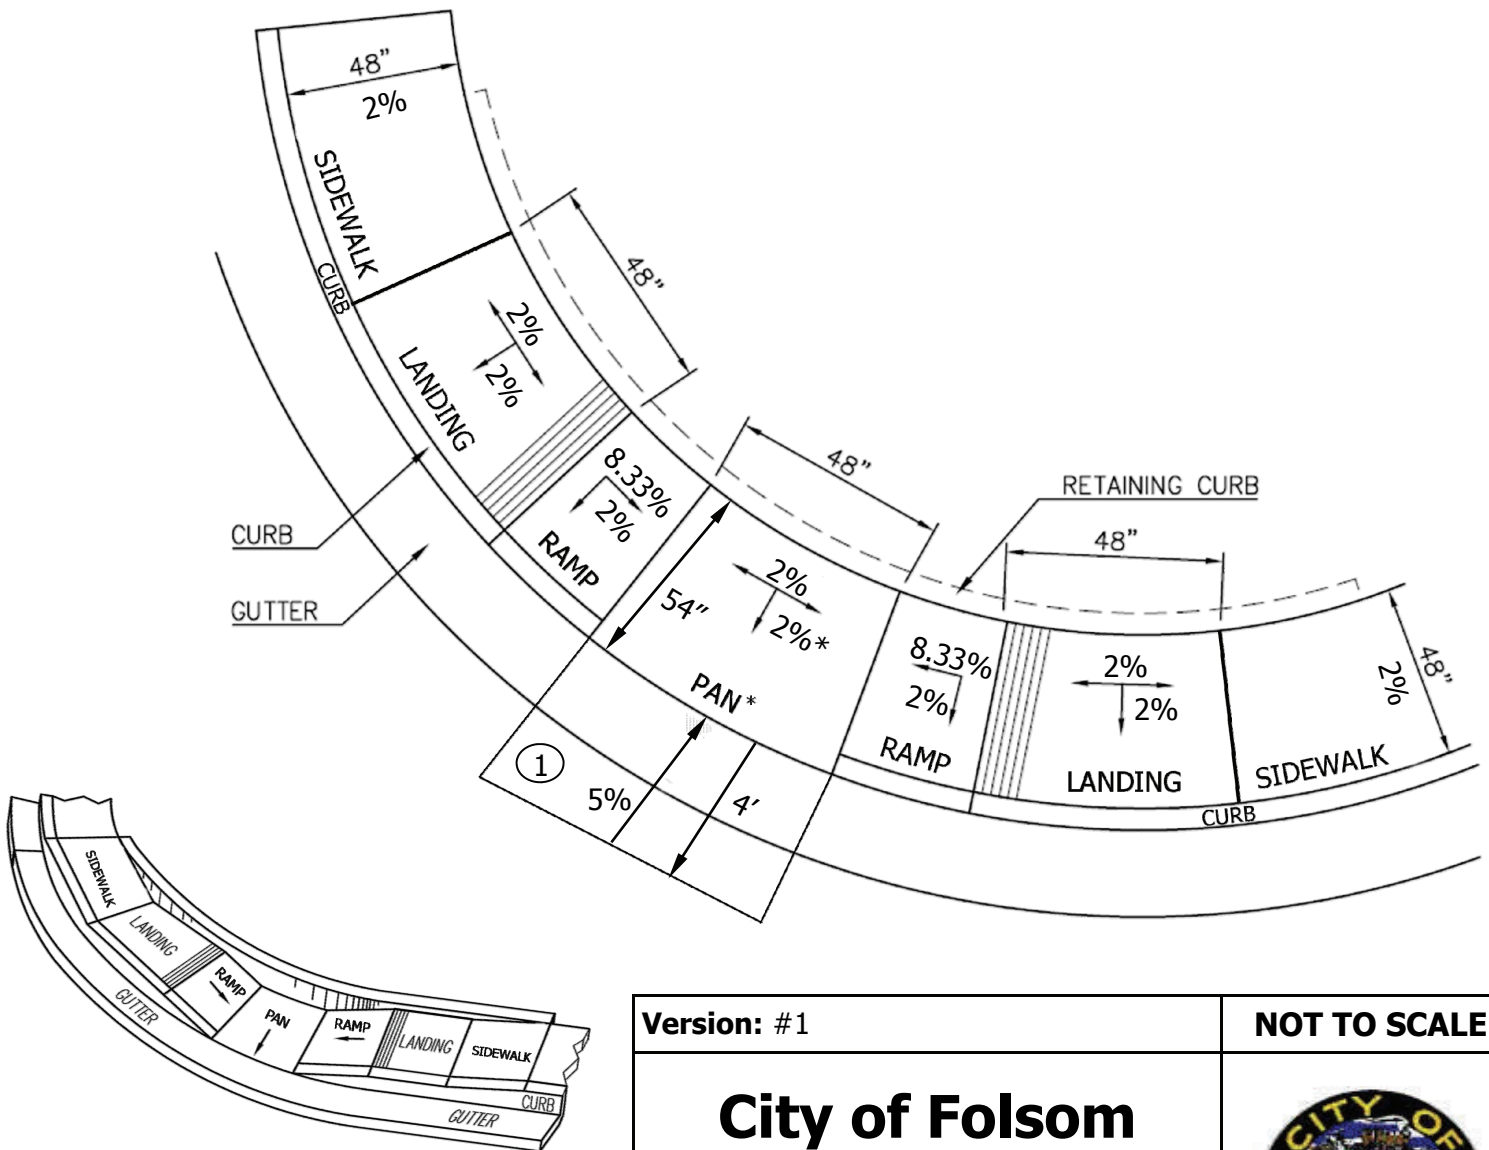 48”
2%
SIDEWALK
CURB
48”
2%
2%
LANDING
8.33%
2%
RAMP
CURB
GUTTER
48”
RETAINING CURB
48”
54”
2%
2%*
PAN*
8.33%
2%
RAMP
2%
2%
LANDING
48”
2%
SIDEWALK
CURB
1
5%
4’
SIDEWALK
LANDING
RAMP
PAN
RAMP
LANDING
SIDEWALK
GUTTER
CURB
GUTTER
Version: #1
NOT TO SCALE
City of Folsom
CITY OF